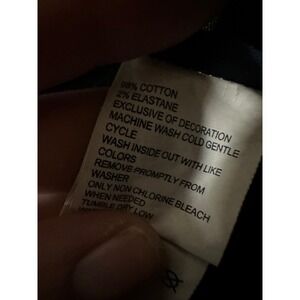 98% COTTON
2% ELASTANE
EXCLUSIVE OF DECORATION
MACHINE WASH COLD GENTLE
CYCLE
WASH INSIDE OUT WITH LIKE
COLORS
REMOVE PROMPTLY FROM
WASHER
ONLY NON CHLORINE BLEACH
WHEN NEEDED
TUMBLE DRY LOW